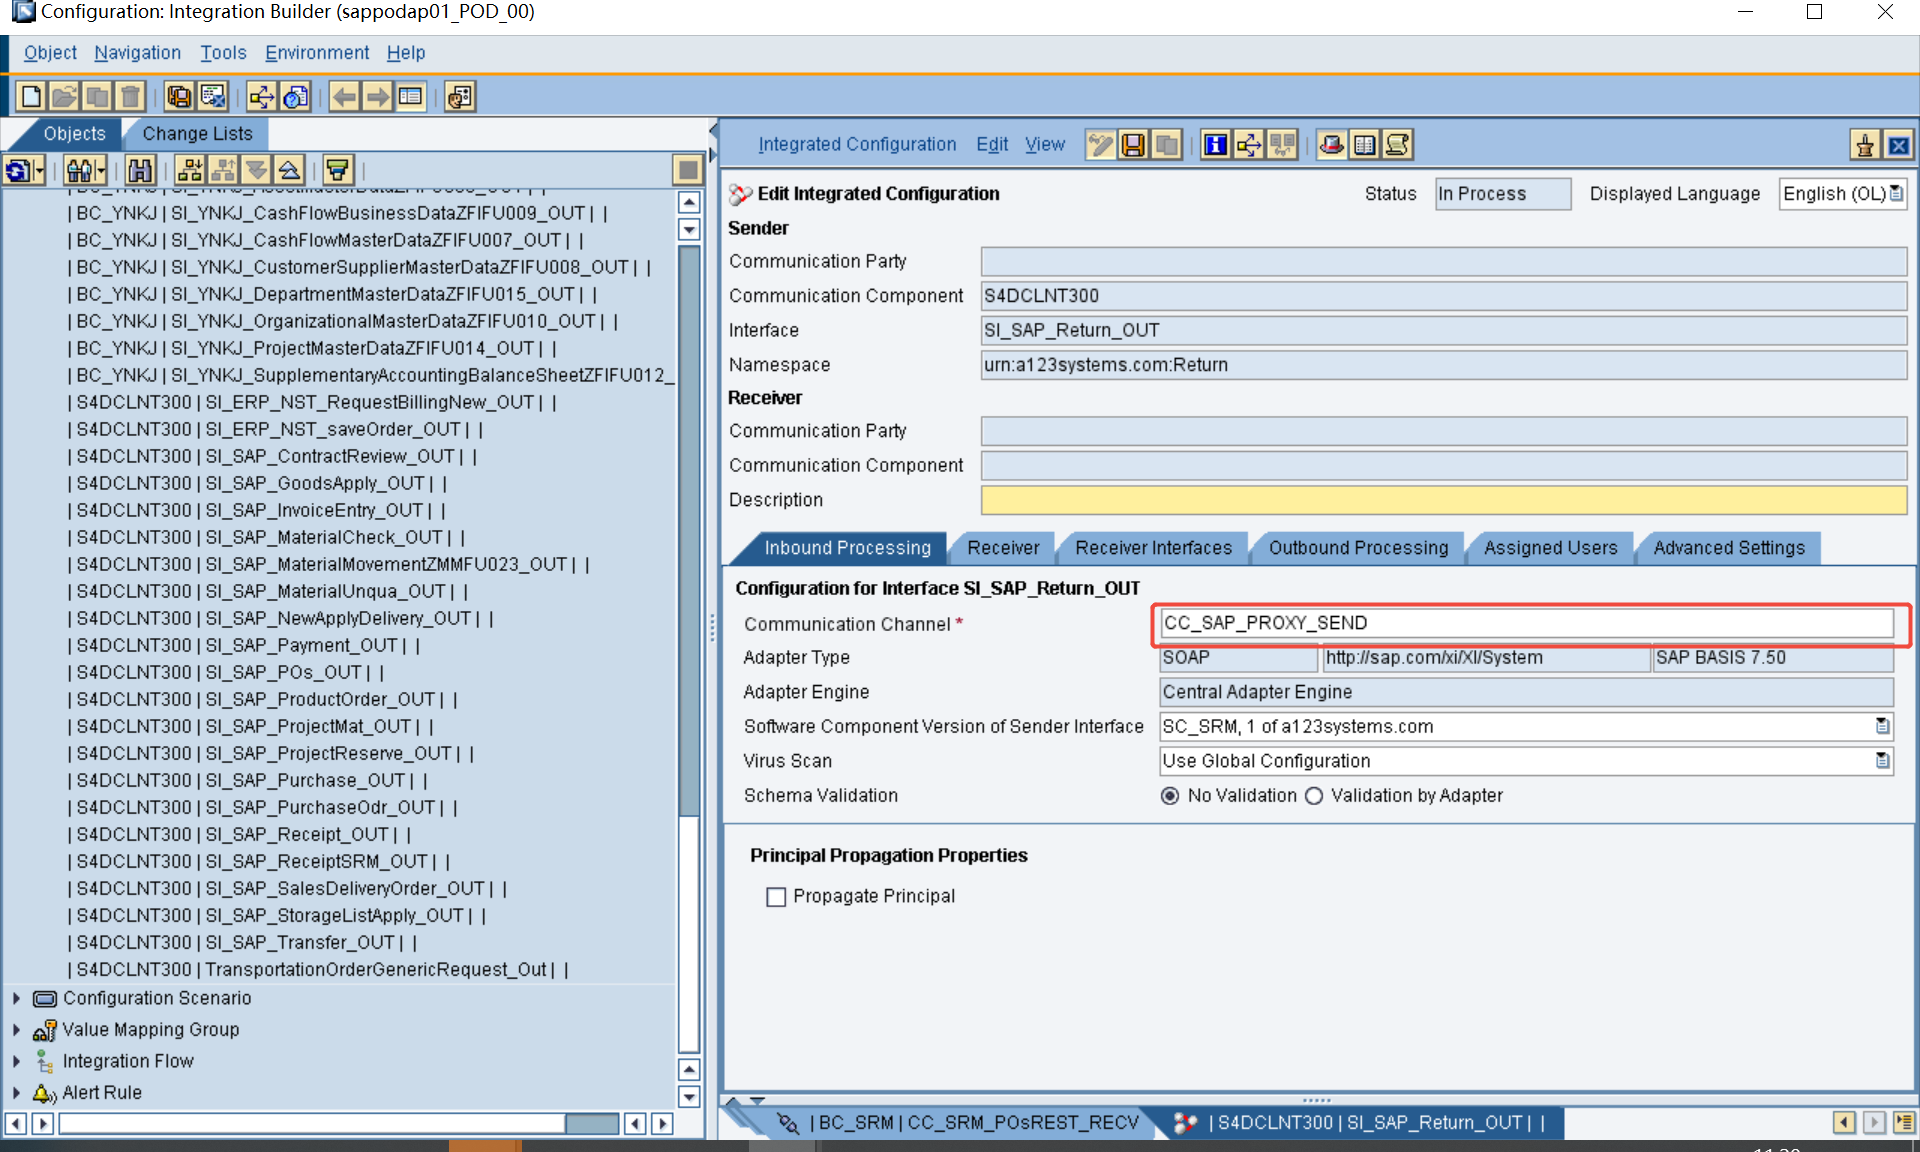 Configuration: Integration Builder (sappodap01_POD_00)
Object Navigation Tools Environment Help
Objects Change Lists
| BC_YNKJ | SI_YNKJ_CashFlowBusinessDataZFIFU009_OUT | |
| BC_YNKJ | SI_YNKJ_CashFlowMasterDataZFIFU007_OUT | |
| BC_YNKJ | SI_YNKJ_CustomerSupplierMasterDataZFIFU008_OUT | |
| BC_YNKJ | SI_YNKJ_DepartmentMasterDataZFIFU015_OUT | |
| BC_YNKJ | SI_YNKJ_OrganizationalMasterDataZFIFU010_OUT | |
| BC_YNKJ | SI_YNKJ_ProjectMasterDataZFIFU014_OUT | |
| BC_YNKJ | SI_YNKJ_SupplementaryAccountingBalanceSheetZFIFU012_
| S4DCLNT300 | SI_ERP_NST_RequestBillingNew_OUT | |
| S4DCLNT300 | SI_ERP_NST_saveOrder_OUT | |
| S4DCLNT300 | SI_SAP_ContractReview_OUT | |
| S4DCLNT300 | SI_SAP_GoodsApply_OUT | |
| S4DCLNT300 | SI_SAP_InvoiceEntry_OUT | |
| S4DCLNT300 | SI_SAP_MaterialCheck_OUT | |
| S4DCLNT300 | SI_SAP_MaterialMovementZMMFU023_OUT | |
| S4DCLNT300 | SI_SAP_MaterialUnqua_OUT | |
| S4DCLNT300 | SI_SAP_NewApplyDelivery_OUT | |
| S4DCLNT300 | SI_SAP_Payment_OUT | |
| S4DCLNT300 | SI_SAP_POs_OUT | |
| S4DCLNT300 | SI_SAP_ProductOrder_OUT | |
| S4DCLNT300 | SI_SAP_ProjectMat_OUT | |
| S4DCLNT300 | SI_SAP_ProjectReserve_OUT | |
| S4DCLNT300 | SI_SAP_Purchase_OUT | |
| S4DCLNT300 | SI_SAP_PurchaseOdr_OUT | |
| S4DCLNT300 | SI_SAP_Receipt_OUT | |
| S4DCLNT300 | SI_SAP_ReceiptSRM_OUT | |
| S4DCLNT300 | SI_SAP_SalesDeliveryOrder_OUT | |
| S4DCLNT300 | SI_SAP_StorageListApply_OUT | |
| S4DCLNT300 | SI_SAP_Transfer_OUT | |
| S4DCLNT300 | TransportationOrderGenericRequest_Out | |
Configuration Scenario
Value Mapping Group
Integration Flow
Alert Rule
Integrated Configuration Edit View
Edit Integrated Configuration Status In Process Displayed Language English (OL)
Sender
Communication Party
Communication Component S4DCLNT300
Interface SI_SAP_Return_OUT
Namespace urn:a123systems.com:Return
Receiver
Communication Party
Communication Component
Description
Inbound Processing Receiver Receiver Interfaces Outbound Processing Assigned Users Advanced Settings
Configuration for Interface SI_SAP_Return_OUT
Communication Channel * CC_SAP_PROXY_SEND
Adapter Type SOAP http://sap.com/xi/XI/System SAP BASIS 7.50
Adapter Engine Central Adapter Engine
Software Component Version of Sender Interface SC_SRM, 1 of a123systems.com
Virus Scan Use Global Configuration
Schema Validation No Validation Validation by Adapter
Principal Propagation Properties
Propagate Principal
| BC_SRM | CC_SRM_POsREST_RECV | S4DCLNT300 | SI_SAP_Return_OUT | |